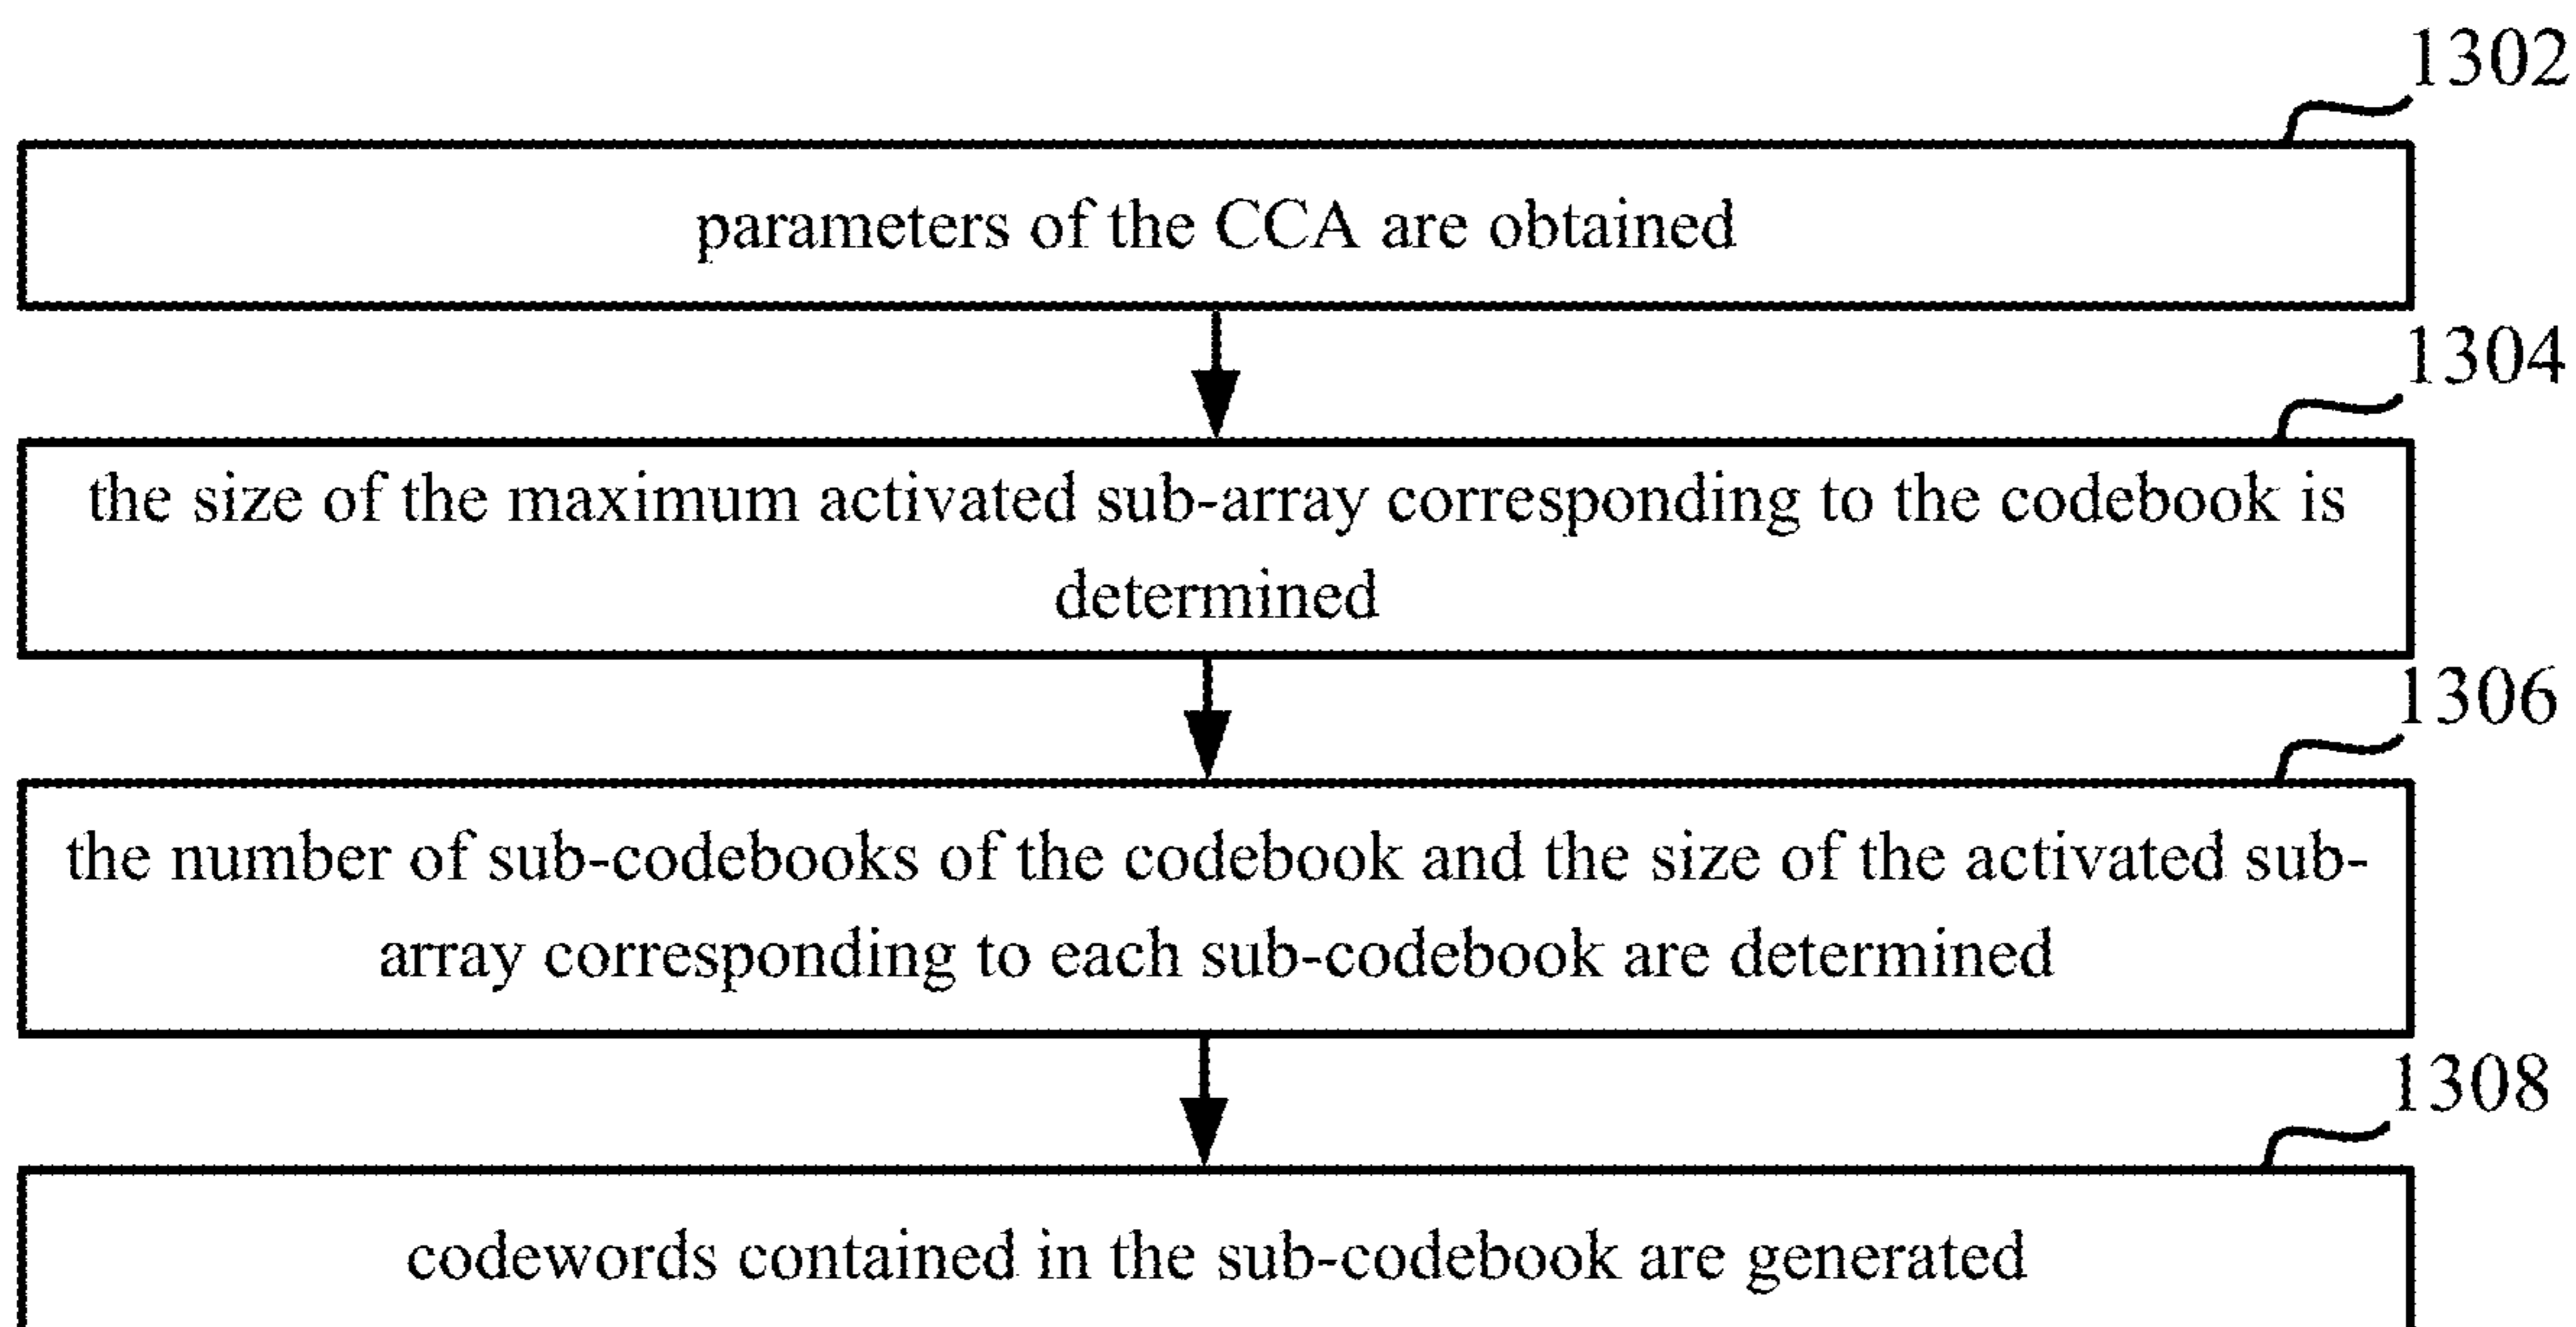 1302
parameters of the CCA are obtained
1304
the size of the maximum activated sub-array corresponding to the codebook is
determined
1306
the number of sub-codebooks of the codebook and the size of the activated sub-
array corresponding to each sub-codebook are determined
1308
codewords contained in the sub-codebook are generated